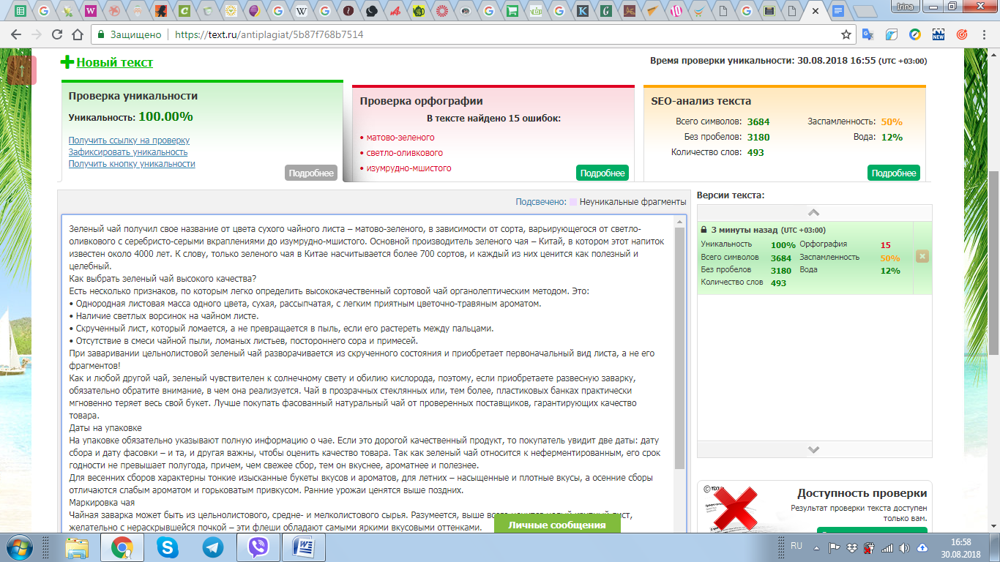 Irina
Защищено
https://text.ru/antiplagiat/5b87f768b7514
NEW
Новый текст
Время проверки уникальности: 30.08.2018 16:55 (UTC +03:00)
Проверка уникальности
Уникальность: 100.00%
Получить ссылку на проверку
Зафиксировать уникальность
Получить кнопку уникальности
Подробнее
Проверка орфографии
В тексте найдено 15 ошибок:
• матово-зеленого
• светло-оливкового
• изумрудно-мшистого
Подробнее
SEO-анализ текста
Всего символов: 3684 Заспамленность: 50%
Без пробелов: 3180 Вода: 12%
Количество слов: 493
Подробнее
Подсвечено: Неуникальные фрагменты
Зеленый чай получил свое название от цвета сухого чайного листа – матово-зеленого, в зависимости от сорта, варьирующегося от светло-
оливкового с серебристо-серыми вкраплениями до изумрудно-мшистого. Основной производитель зеленого чая – Китай, в котором этот напиток
известен около 4000 лет. К слову, только зеленого чая в Китае насчитывается более 700 сортов, и каждый из них ценится как полезный и
целебный.
Как выбрать зеленый чай высокого качества?
Есть несколько признаков, по которым легко определить высококачественный сортовой чай органолептическим методом. Это:
• Однородная листовая масса одного цвета, сухая, рассыпчатая, с легким приятным цветочно-травяным ароматом.
• Наличие светлых ворсинок на чайном листе.
• Скрученный лист, который ломается, а не превращается в пыль, если его растереть между пальцами.
• Отсутствие в смеси чайной пыли, ломаных листьев, постороннего сора и примесей.
При заваривании цельнолистовой зеленый чай разворачивается из скрученного состояния и приобретает первоначальный вид листа, а не его
фрагментов!
Как и любой другой чай, зеленый чувствителен к солнечному свету и обилию кислорода, поэтому, если приобретаете развесную заварку,
обязательно обратите внимание, в чем она реализуется. Чай в прозрачных стеклянных или, тем более, пластиковых банках практически
мгновенно теряет весь свой букет. Лучше покупать фасованный натуральный чай от проверенных поставщиков, гарантирующих качество
товара.
Даты на упаковке
На упаковке обязательно указывают полную информацию о чае. Если это дорогой качественный продукт, то покупатель увидит две даты: дату
сбора и дату фасовки – и та, и другая важны, чтобы оценить качество товара. Так как зеленый чай относится к неферментированным, его срок
годности не превышает полугода, причем, чем свежее сбор, тем он вкуснее, ароматнее и полезнее.
Для весенних сборов характерны тонкие изысканные букеты вкусов и ароматов, для летних – насыщенные и плотные вкусы, а осенние сборы
отличаются слабым ароматом и горьковатым привкусом. Ранние урожаи ценятся выше поздних.
Маркировка чая
Чайная заварка может быть из цельнолистового, средне- и мелколистового сырья. Разумеется, выше всего ценится целый крупный лист,
желательно с нераскрывшейся почкой – эти флеши обладают самыми яркими вкусовыми оттенками.
Версии текста:
3 минуты назад (UTC +03:00)
Уникальность 100% Орфография 15
Всего символов 3684 Заспамленность 50%
Без пробелов 3180 Вода 12%
Количество слов 493
Доступность проверки
Результат проверки текста доступен
только вам.
Личные сообщения
RU
16:58
30.08.2018